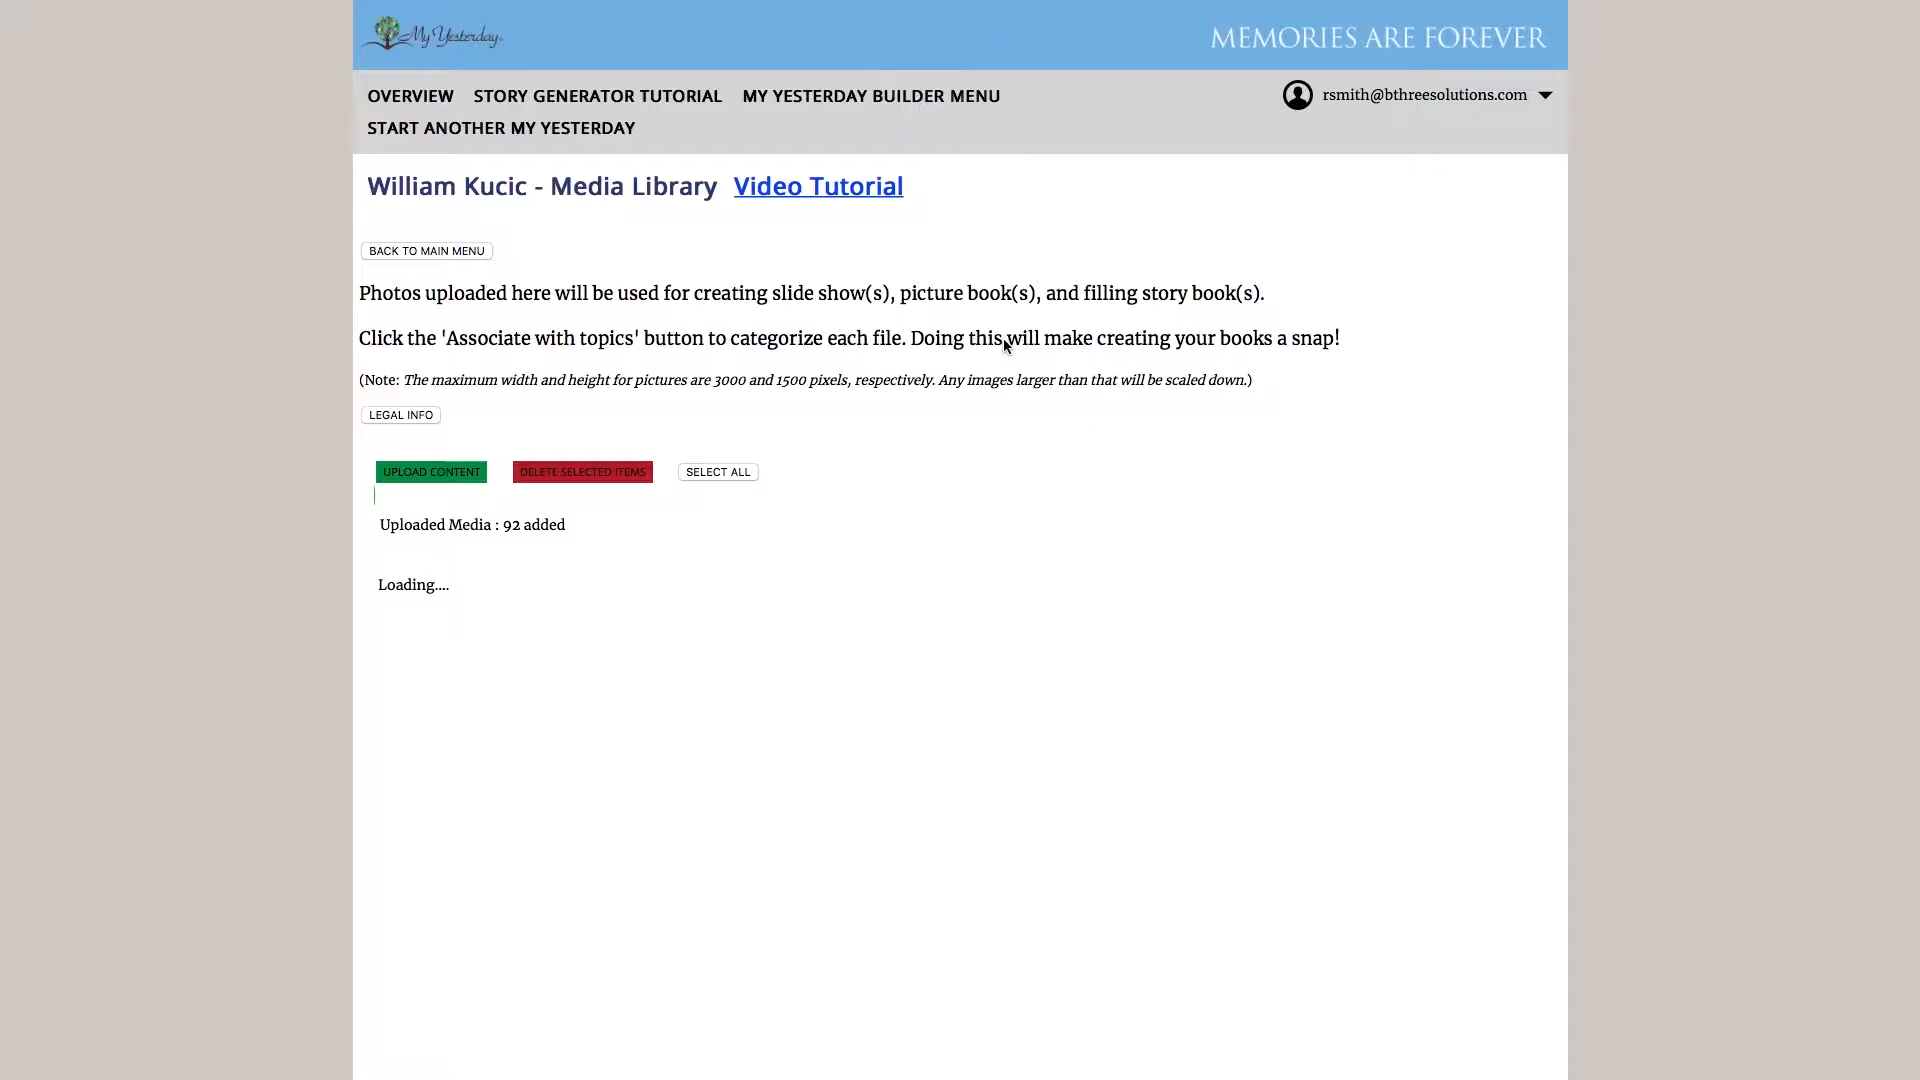 My Yesterday
MEMORIES ARE FOREVER
OVERVIEW STORY GENERATOR TUTORIAL MY YESTERDAY BUILDER MENU
rsmith@bthreesolutions.com
START ANOTHER MY YESTERDAY
William Kucic - Media Library Video Tutorial
BACK TO MAIN MENU
Photos uploaded here will be used for creating slide show(s), picture book(s), and filling story book(s).
Click the 'Associate with topics' button to categorize each file. Doing this will make creating your books a snap!
(Note: The maximum width and height for pictures are 3000 and 1500 pixels, respectively. Any images larger than that will be scaled down.)
LEGAL INFO
UPLOAD CONTENT DELETE SELECTED ITEMS SELECT ALL
Uploaded Media : 92 added
Loading....